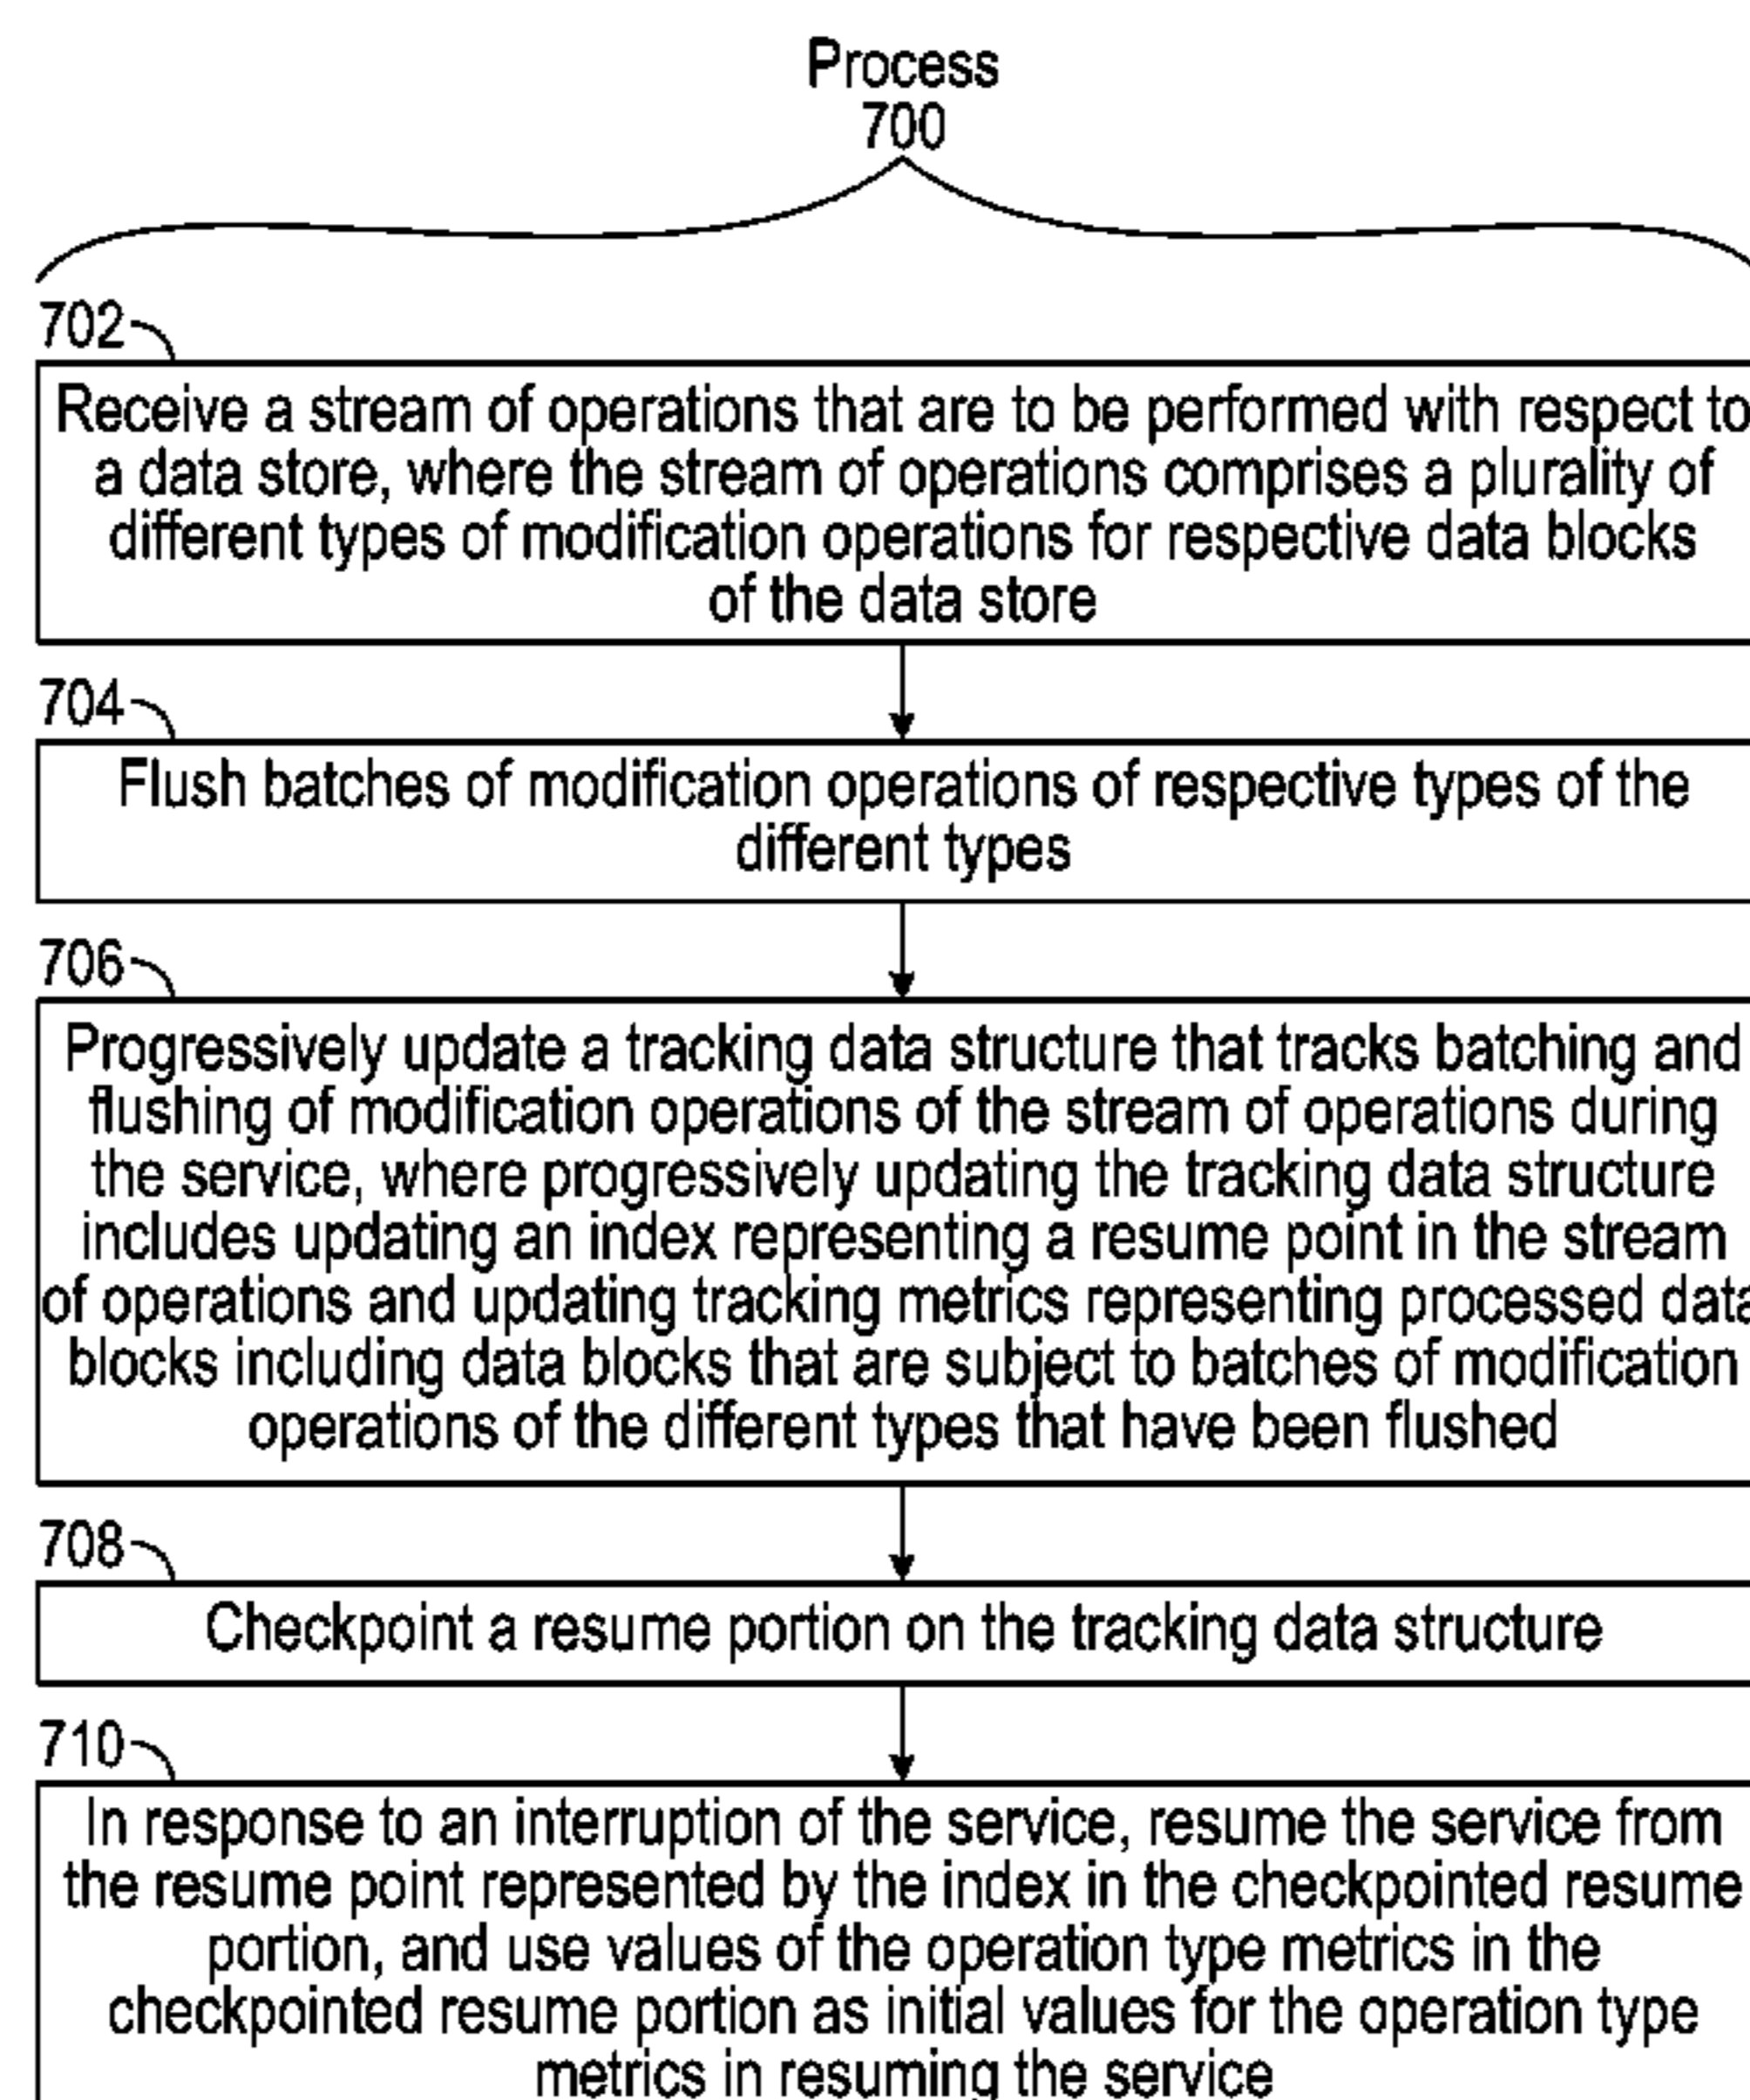 Process
700
702
Receive a stream of operations that are to be performed with respect to
a data store, where the stream of operations comprises a plurality of
different types of modification operations for respective data blocks
of the data store
704
Flush batches of modification operations of respective types of the
different types
706
Progressively update a tracking data structure that tracks batching and
flushing of modification operations of the stream of operations during
the service, where progressively updating the tracking data structure
includes updating an index representing a resume point in the stream
of operations and updating tracking metrics representing processed data
blocks including data blocks that are subject to batches of modification
operations of the different types that have been flushed
708
Checkpoint a resume portion on the tracking data structure
710
In response to an interruption of the service, resume the service from
the resume point represented by the index in the checkpointed resume
portion, and use values of the operation type metrics in the
checkpointed resume portion as initial values for the operation type
metrics in resuming the service